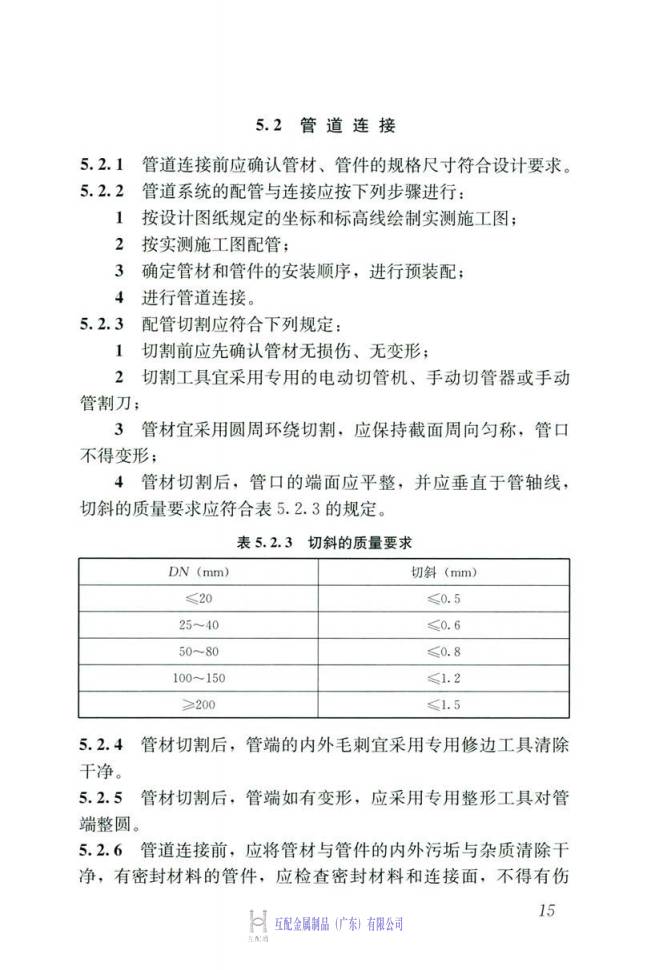 5.2 管道连接
5.2.1 管道连接前应确认管材、管件的规格尺寸符合设计要求。
5.2.2 管道系统的配管与连接应按下列步骤进行：
1 按设计图纸规定的坐标和标高线绘制实测施工图；
2 按实测施工图配管；
3 确定管材和管件的安装顺序，进行预装配；
4 进行管道连接。
5.2.3 配管切割应符合下列规定：
1 切割前应先确认管材无损伤、无变形；
2 切割工具宜采用专用的电动切管机、手动切管器或手动
管割刀；
3 管材宜采用圆周环绕切割，应保持截面周向匀称，管口
不得变形；
4 管材切割后，管口的端面应平整，并应垂直于管轴线，
切斜的质量要求应符合表 5.2.3 的规定。
表 5.2.3 切斜的质量要求
DN（mm） 切斜（mm）
≤20 ≤0.5
25～40 ≤0.6
50～80 ≤0.8
100～150 ≤1.2
≥200 ≤1.5
5.2.4 管材切割后，管端的内外毛刺宜采用专用修边工具清除
干净。
5.2.5 管材切割后，管端如有变形，应采用专用整形工具对管
端整圆。
5.2.6 管道连接前，应将管材与管件的内外污垢与杂质清除干
净，有密封材料的管件，应检查密封材料和连接面，不得有伤
15
互配金属制品（广东）有限公司